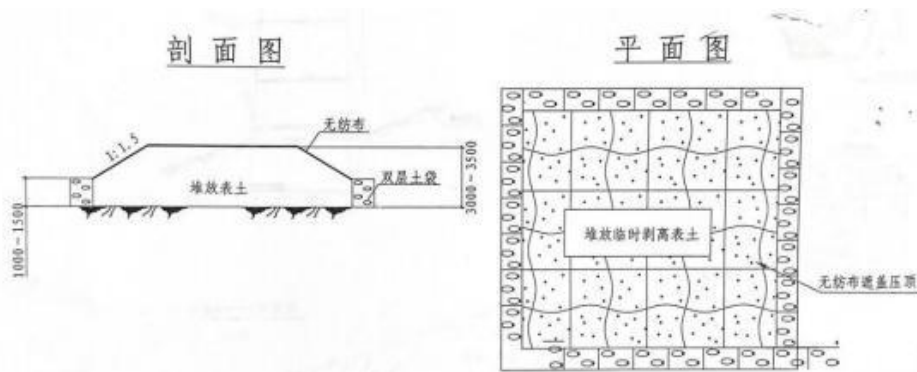 剖面图
平面图
无纺布
1:1.5
堆放表土
双层土袋
3000-3500
1000-1500
堆放临时剥离表土
无纺布遮盖压顶